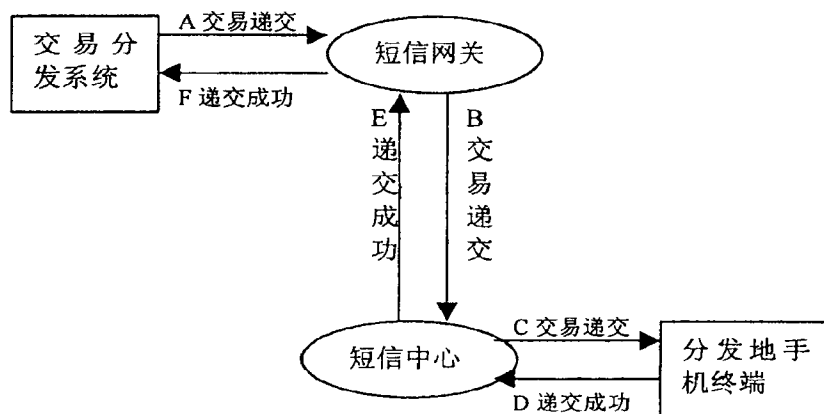 A 交易递交
交易分
发系统
短信网关
F 递交成功
E
递
交
成
功
B
交
易
递
交
C 交易递交
短信中心
分发地手
机终端
D 递交成功